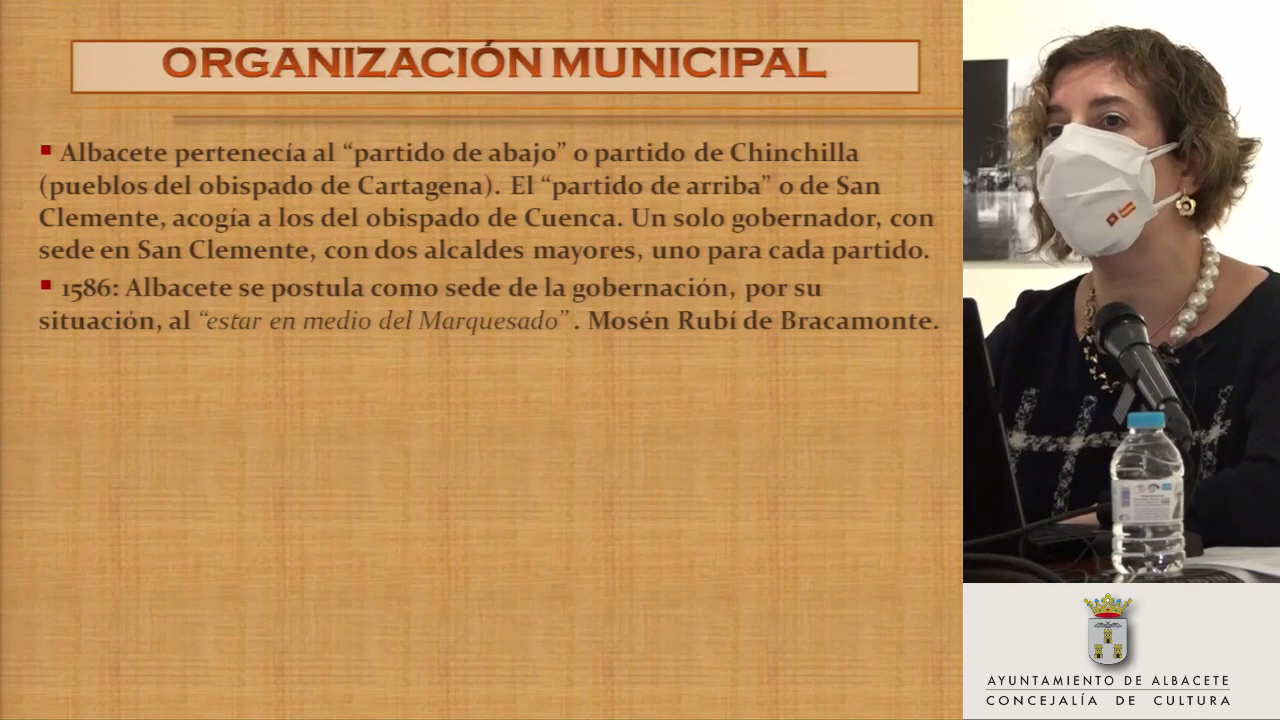 ORGANIZACIÓN MUNICIPAL
▪ Albacete pertenecía al “partido de abajo” o partido de Chinchilla
(pueblos del obispado de Cartagena). El “partido de arriba” o de San
Clemente, acogía a los del obispado de Cuenca. Un solo gobernador, con
sede en San Clemente, con dos alcaldes mayores, uno para cada partido.
▪ 1586: Albacete se postula como sede de la gobernación, por su
situación, al “estar en medio del Marquesado”. Mosén Rubí de Bracamonte.
AYUNTAMIENTO DE ALBACETE
CONCEJALÍA DE CULTURA